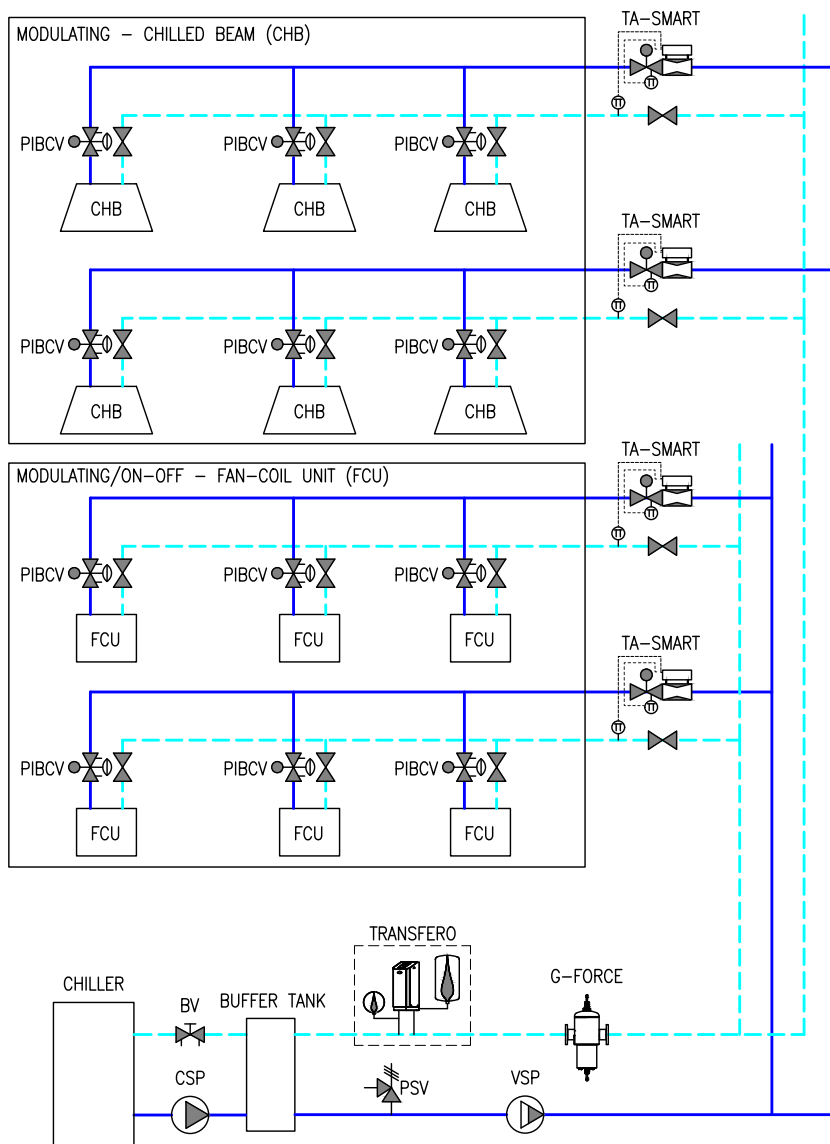 MODULATING – CHILLED BEAM (CHB)
TA-SMART
π
π
PIBCV
PIBCV
PIBCV
CHB
CHB
CHB
TA-SMART
π
π
PIBCV
PIBCV
PIBCV
CHB
CHB
CHB
MODULATING/ON-OFF – FAN-COIL UNIT (FCU)
TA-SMART
π
π
PIBCV
PIBCV
PIBCV
FCU
FCU
FCU
TA-SMART
π
π
PIBCV
PIBCV
PIBCV
FCU
FCU
FCU
TRANSFERO
G-FORCE
CHILLER
BV
BUFFER TANK
CSP
PSV
VSP